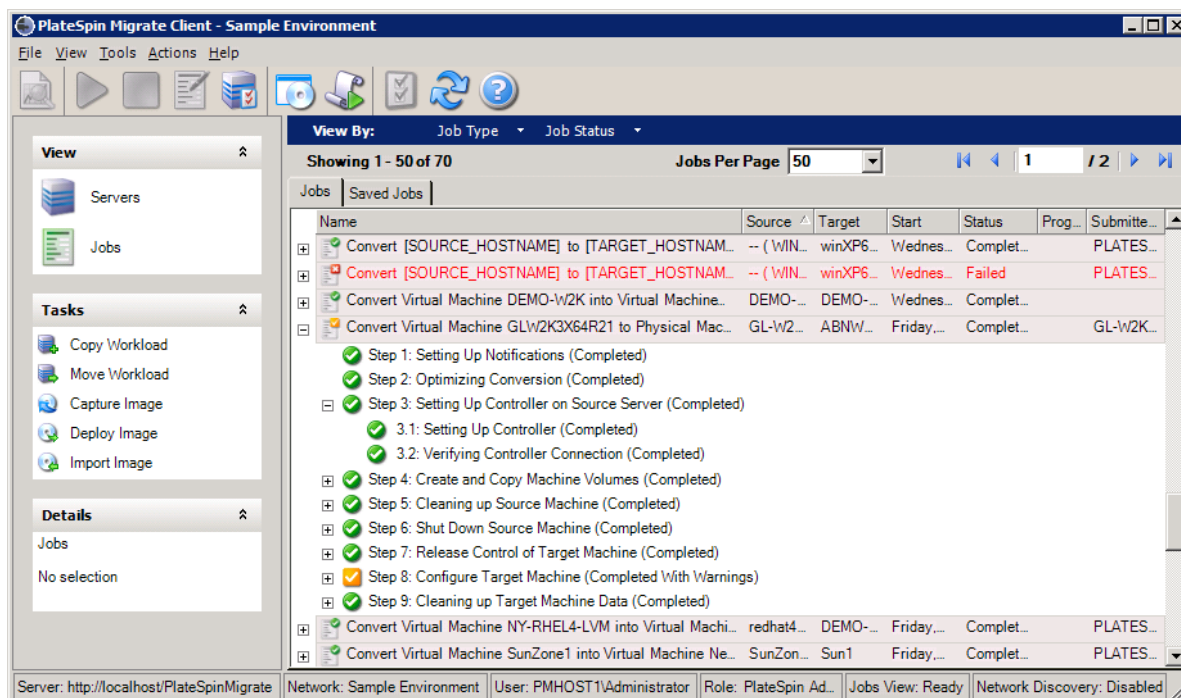 PlateSpin Migrate Client - Sample Environment
File View Tools Actions Help
View By: Job Type Job Status
View
Showing 1 - 50 of 70 Jobs Per Page 50 1 / 2
Servers
Jobs
Jobs Saved Jobs
Name Source Target Start Status Prog... Submitte...
Convert [SOURCE_HOSTNAME] to [TARGET_HOSTNAM... -- ( WIN... winXP6... Wednes... Complet... PLATES...
Convert [SOURCE_HOSTNAME] to [TARGET_HOSTNAM... -- ( WIN... winXP6... Wednes... Failed PLATES...
Tasks
Convert Virtual Machine DEMO-W2K into Virtual Machine... DEMO-... DEMO-... Wednes... Complet...
Convert Virtual Machine GLW2K3X64R21 to Physical Mac... GL-W2... ABNW... Friday,... Complet... GL-W2K...
Copy Workload
Move Workload
Capture Image
Deploy Image
Import Image
Step 1: Setting Up Notifications (Completed)
Step 2: Optimizing Conversion (Completed)
Step 3: Setting Up Controller on Source Server (Completed)
3.1: Setting Up Controller (Completed)
3.2: Verifying Controller Connection (Completed)
Step 4: Create and Copy Machine Volumes (Completed)
Step 5: Cleaning up Source Machine (Completed)
Step 6: Shut Down Source Machine (Completed)
Step 7: Release Control of Target Machine (Completed)
Step 8: Configure Target Machine (Completed With Warnings)
Step 9: Cleaning up Target Machine Data (Completed)
Details
Jobs
No selection
Convert Virtual Machine NY-RHEL4-LVM into Virtual Machi... redhat4... DEMO-... Friday,... Complet... PLATES...
Convert Virtual Machine SunZone1 into Virtual Machine Ne... SunZon... Sun1 Friday,... Complet... PLATES...
Server: http://localhost/PlateSpinMigrate Network: Sample Environment User: PMHOST1\Administrator Role: PlateSpin Ad... Jobs View: Ready Network Discovery: Disabled